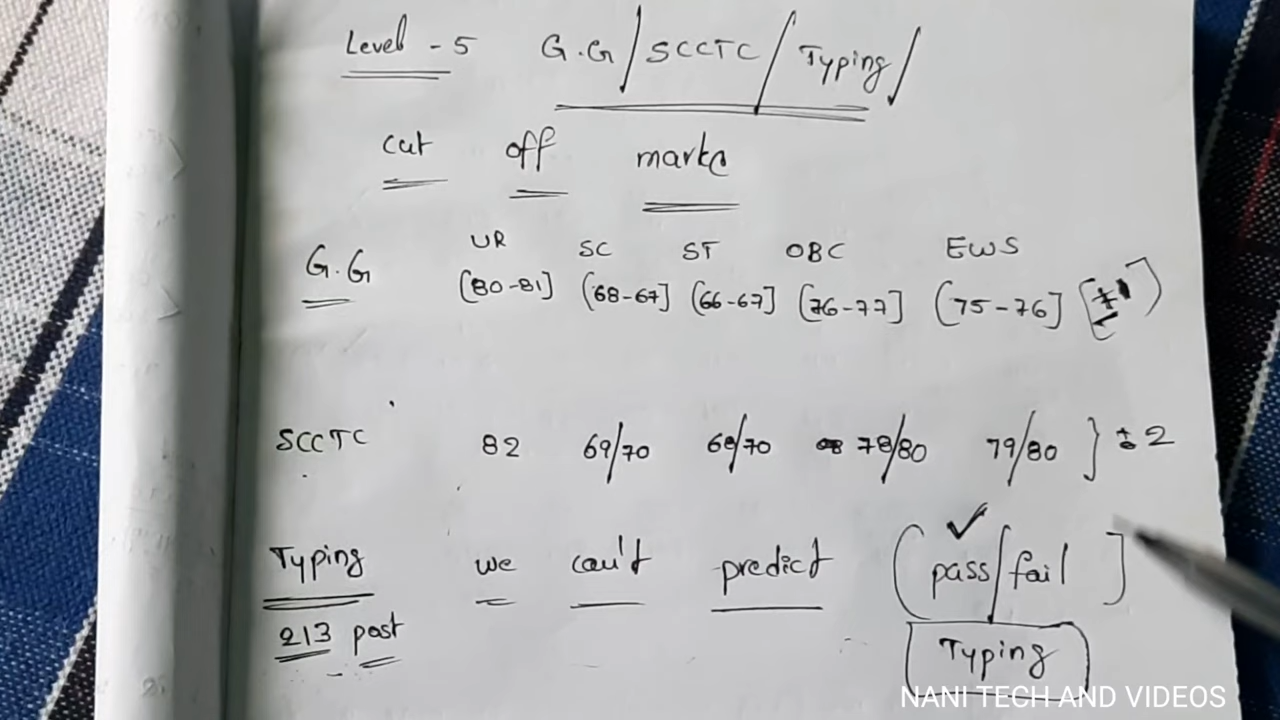 Level - 5 G.G/SCCTC/Typing/
cut off marks
UR SC ST OBC EWS
G.G [80-81] [68-67] [66-67] [76-77] [75-76] [±1]
SCCTC 82 69/70 68/70 78/80 79/80 } ±2
Typing we can't predict (pass/fail]
213 post Typing
NANI TECH AND VIDEOS